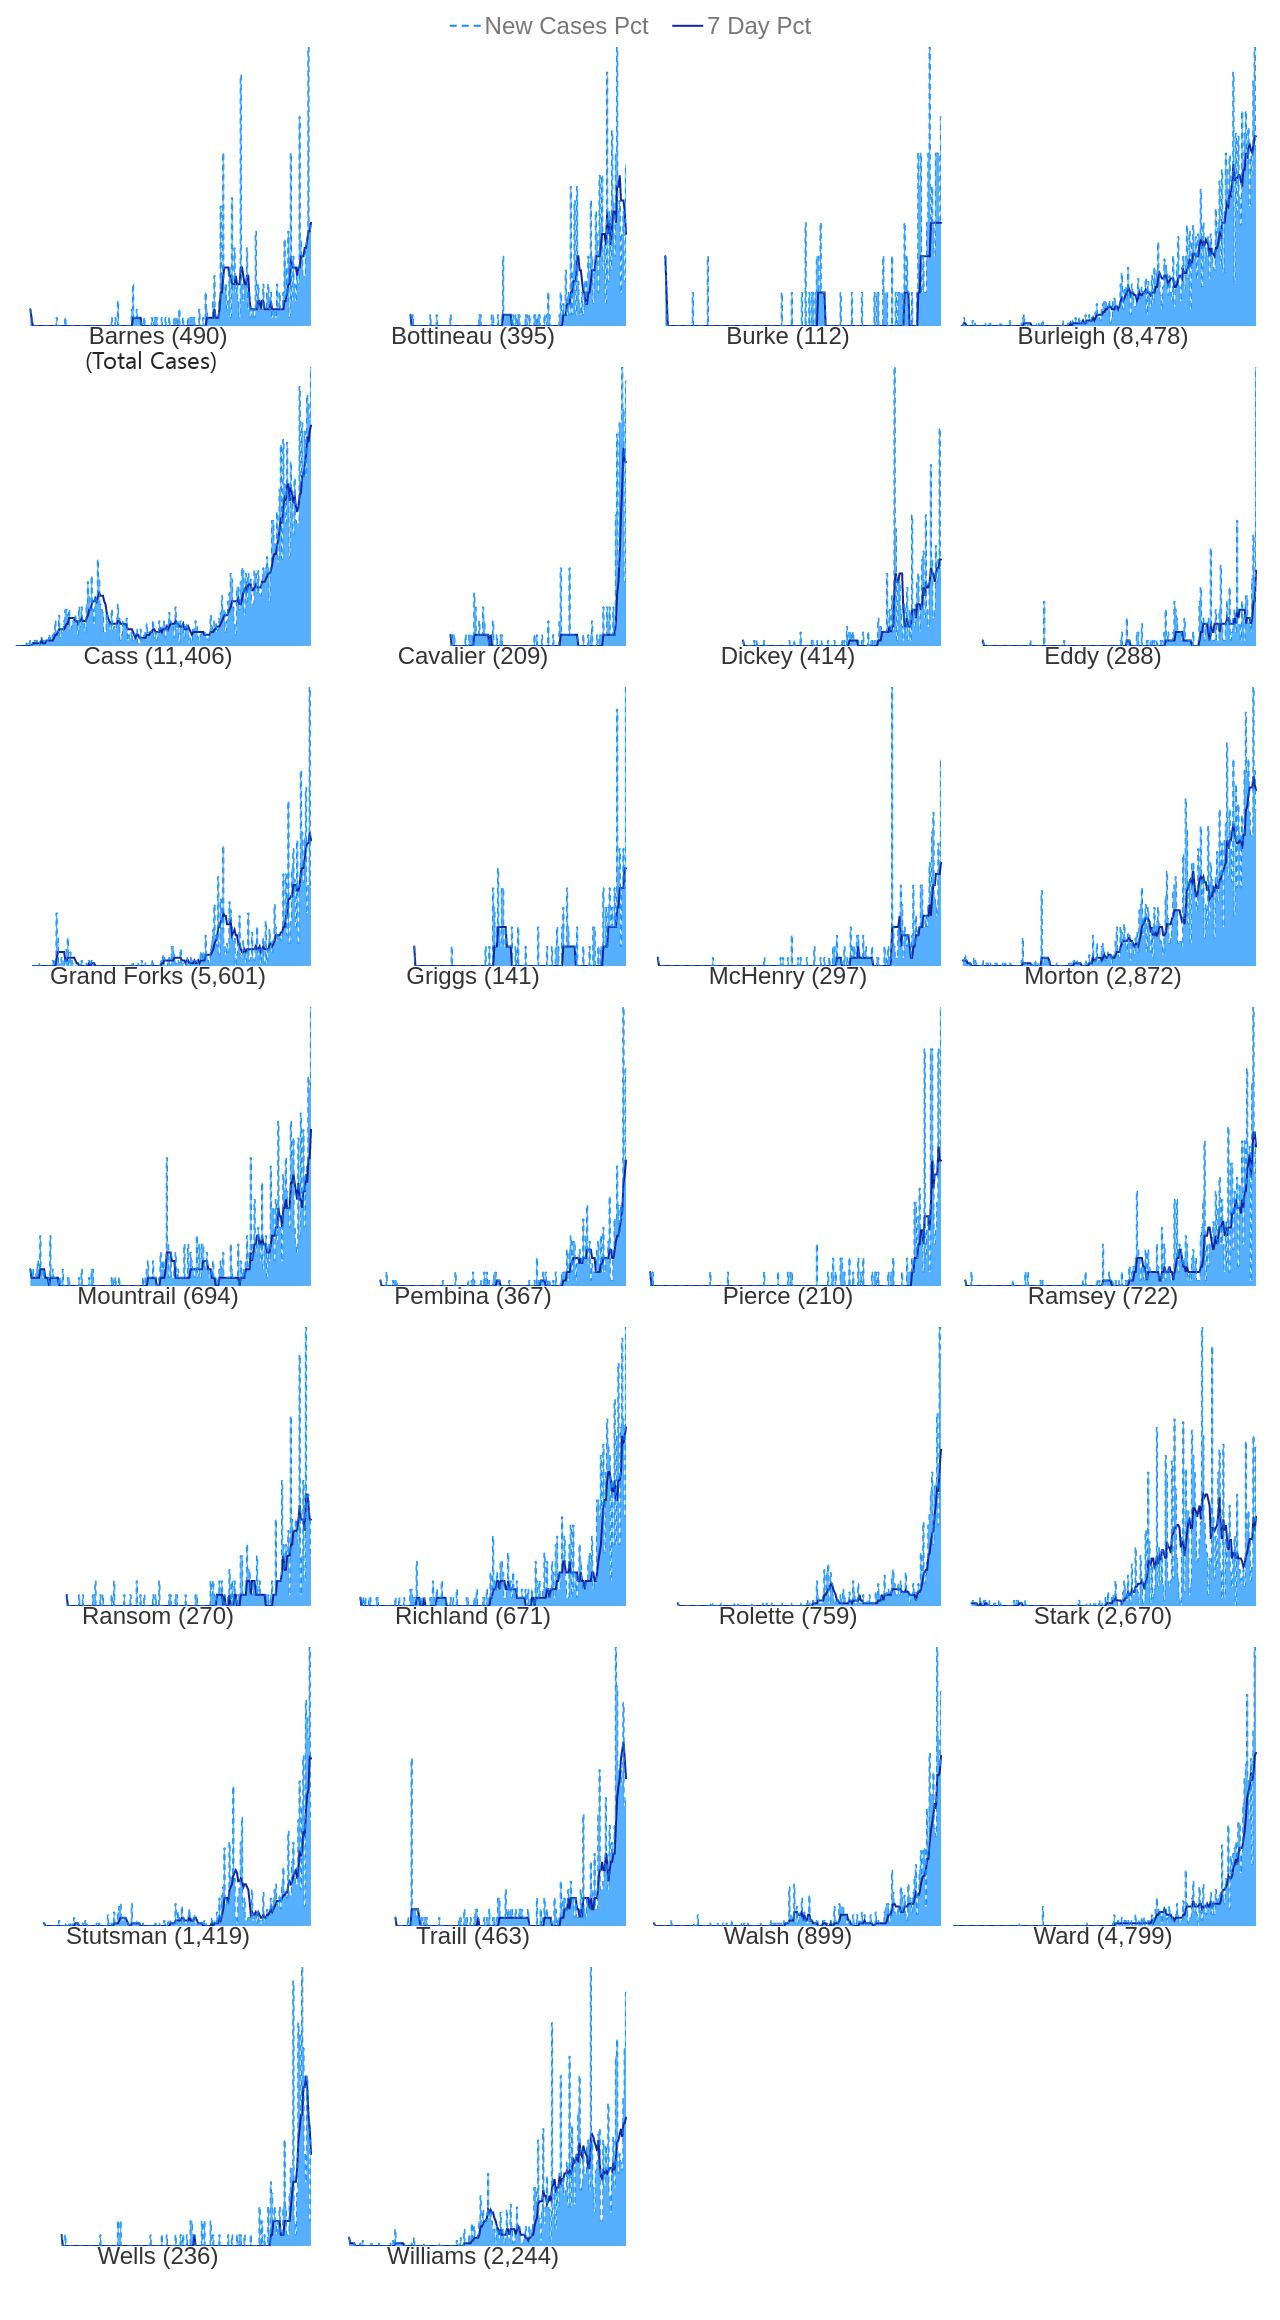 New Cases Pct 7 Day Pct
Barnes (490) Bottineau (395) Burke (112) Burleigh (8,478)
(Total Cases)
Cass (11,406) Cavalier (209) Dickey (414) Eddy (288)
Grand Forks (5,601) Griggs (141) McHenry (297) Morton (2,872)
Mountrail (694) Pembina (367) Pierce (210) Ramsey (722)
Ransom (270) Richland (671) Rolette (759) Stark (2,670)
Stutsman (1,419) Traill (463) Walsh (899) Ward (4,799)
Wells (236) Williams (2,244)